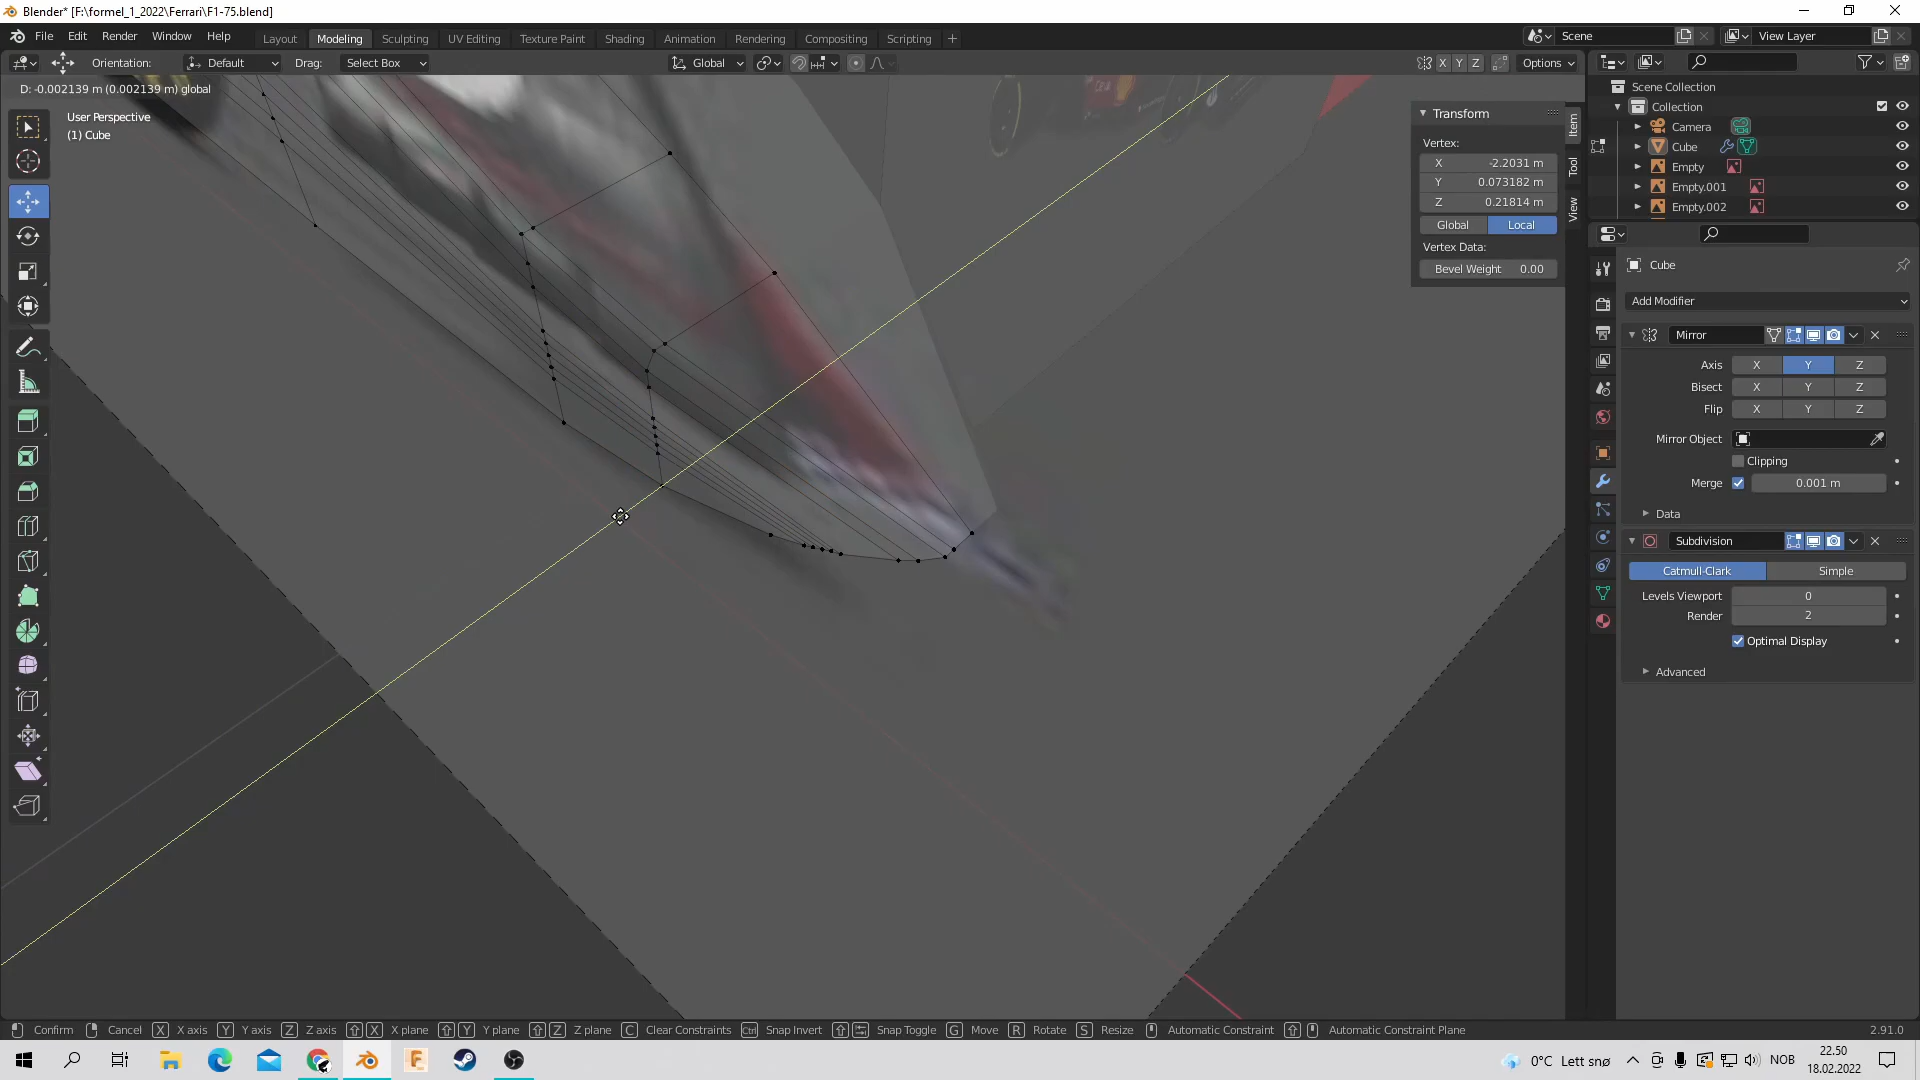 Blender* [F:\formel_1_2022\Ferrari\F1-75.blend]
File Edit Render Window Help
Layout Modeling Sculpting UV Editing Texture Paint Shading Animation Rendering Compositing Scripting
Scene View Layer
Orientation: Default Drag: Select Box Global X Y Z Options
D: -0.002139 m (0.002139 m) global
User Perspective
(1) Cube
Transform
Vertex:
X -2.2031 m
Y 0.073182 m
Z 0.21814 m
Global Local
Vertex Data:
Bevel Weight 0.00
Item
Tool
View
Scene Collection
Collection
Camera
Cube
Empty
Empty.001
Empty.002
Cube
Add Modifier
Mirror
Axis X Y Z
Bisect X Y Z
Flip X Y Z
Mirror Object
Clipping
Merge 0.001 m
Data
Subdivision
Catmull-Clark Simple
Levels Viewport 0
Render 2
Optimal Display
Advanced
Confirm Cancel X X axis Y Y axis Z Z axis X X plane Y Y plane Z Z plane C Clear Constraints Ctrl Snap Invert Snap Toggle G Move R Rotate S Resize Automatic Constraint Automatic Constraint Plane 2.91.0
0°C Lett snø NOB 22.50
18.02.2022